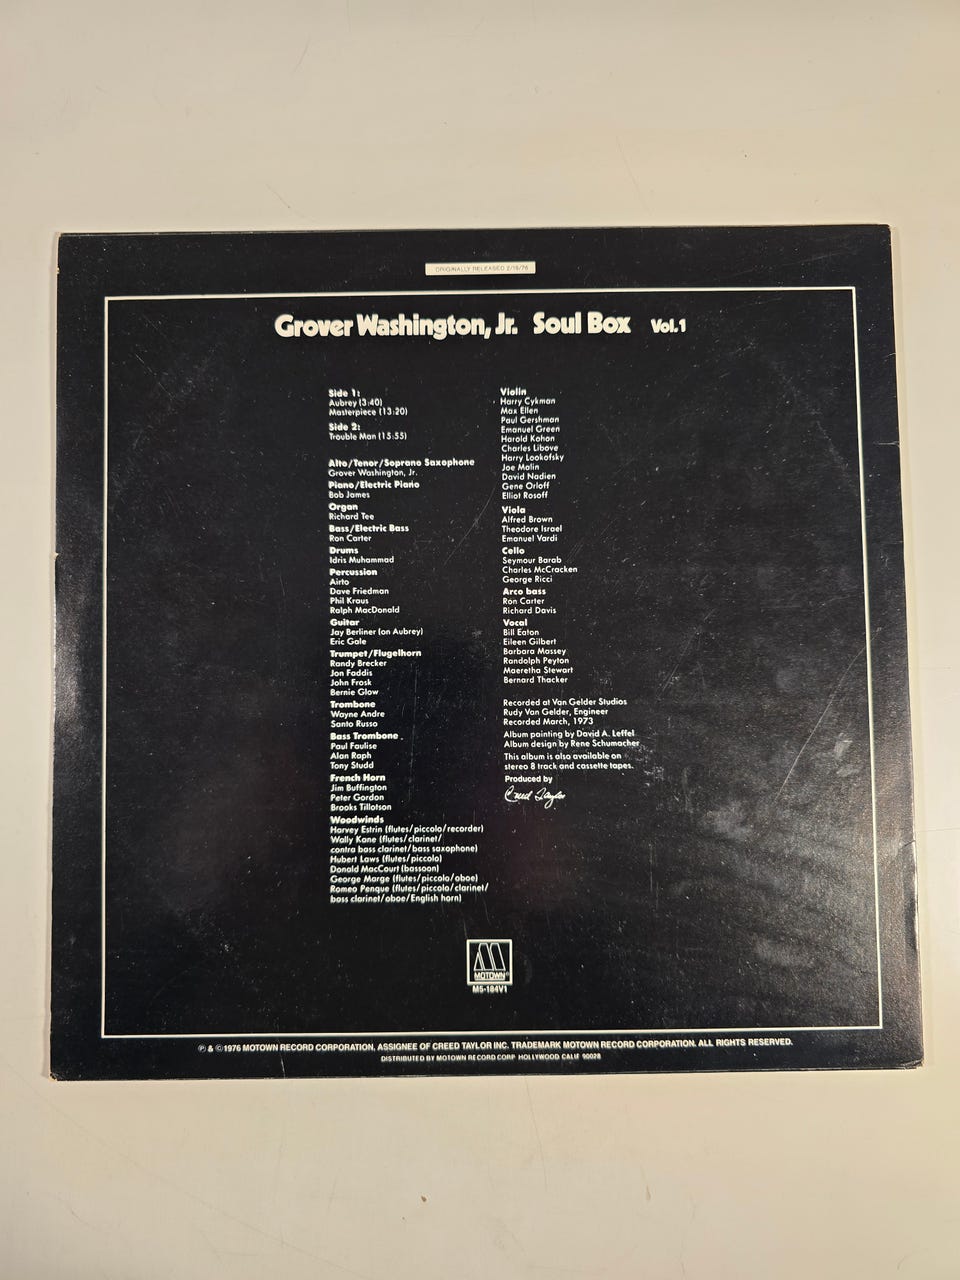 ORIGINALLY RELEASED 2/19/76
Grover Washington, Jr. Soul Box Vol.1
Side 1:
Aubrey (3:40)
Masterpiece (13:20)
Side 2:
Trouble Man (15:55)
Alto/Tenor/Soprano Saxophone
Grover Washington, Jr.
Piano/Electric Piano
Bob James
Organ
Richard Tee
Bass/Electric Bass
Ron Carter
Drums
Idris Muhammad
Percussion
Airto
Dave Friedman
Phil Kraus
Ralph MacDonald
Guitar
Jay Berliner (on Aubrey)
Eric Gale
Trumpet/Flugelhorn
Randy Brecker
Jon Faddis
John Frosk
Bernie Glow
Trombone
Wayne Andre
Santo Russo
Bass Trombone
Paul Faulise
Alan Raph
Tony Studd
French Horn
Jim Buffington
Peter Gordon
Brooks Tillotson
Woodwinds
Harvey Estrin (flutes/piccolo/recorder)
Wally Kane (flutes/clarinet/
contra bass clarinet/bass saxophone)
Hubert Laws (flutes/piccolo)
Donald MacCourt (bassoon)
George Marge (flutes/piccolo/oboe)
Romeo Penque (flutes/piccolo/clarinet/
bass clarinet/oboe/English horn)
Violin
Harry Cykman
Max Ellen
Paul Gershman
Emanuel Green
Harold Kohon
Charles Libove
Harry Lookofsky
Joe Malin
David Nadien
Gene Orloff
Elliot Rosoff
Viola
Alfred Brown
Theodore Israel
Emanuel Vardi
Cello
Seymour Barab
Charles McCracken
George Ricci
Arco bass
Ron Carter
Richard Davis
Vocal
Bill Eaton
Eileen Gilbert
Barbara Massey
Randolph Peyton
Maeretha Stewart
Bernard Thacker
Recorded at Van Gelder Studios
Rudy Van Gelder, Engineer
Recorded March, 1973
Album painting by David A. Leffel
Album design by Rene Schumacher
This album is also available on
stereo 8 track and cassette tapes.
Produced by
Creed Taylor
MOTOWN®
M5-184V1
℗ & ©1976 MOTOWN RECORD CORPORATION, ASSIGNEE OF CREED TAYLOR INC. TRADEMARK MOTOWN RECORD CORPORATION. ALL RIGHTS RESERVED.
DISTRIBUTED BY MOTOWN RECORD CORP HOLLYWOOD CALIF 90028